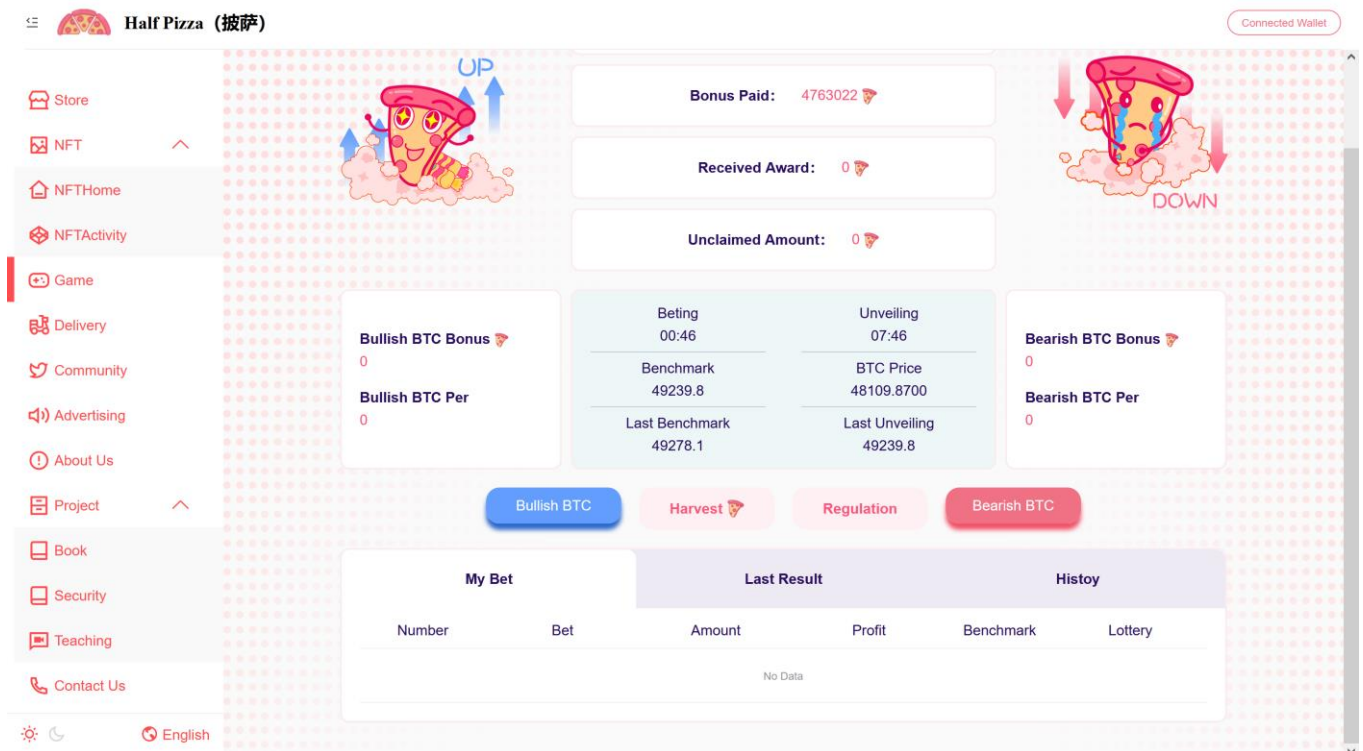 Half Pizza (披萨)
Connected Wallet
Store
NFT
NFTHome
NFTActivity
Game
Delivery
Community
Advertising
About Us
Project
Book
Security
Teaching
Contact Us
English
UP
DOWN
Bonus Paid: 4763022
Received Award: 0
Unclaimed Amount: 0
Bullish BTC Bonus
0
Bullish BTC Per
0
Beting
00:46
Unveiling
07:46
Benchmark
49239.8
BTC Price
48109.8700
Last Benchmark
49278.1
Last Unveiling
49239.8
Bearish BTC Bonus
0
Bearish BTC Per
0
Bullish BTC
Harvest
Regulation
Bearish BTC
My Bet Last Result Histoy
Number Bet Amount Profit Benchmark Lottery
No Data